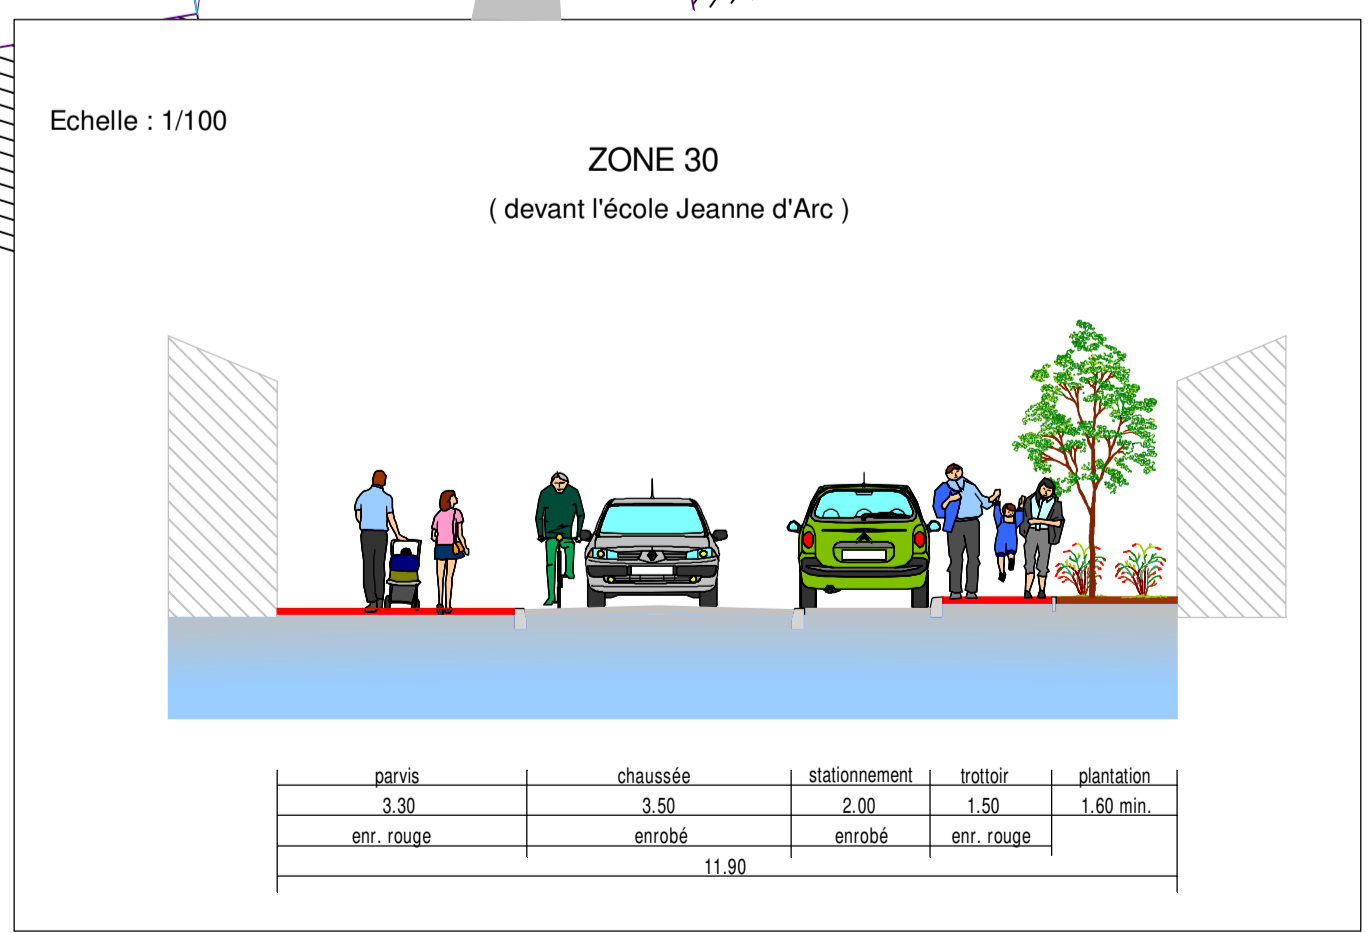 Echelle : 1/100
ZONE 30
( devant l'école Jeanne d'Arc )
parvis chaussée stationnement trottoir plantation
3.30 3.50 2.00 1.50 1.60 min.
enr. rouge enrobé enrobé enr. rouge
11.90